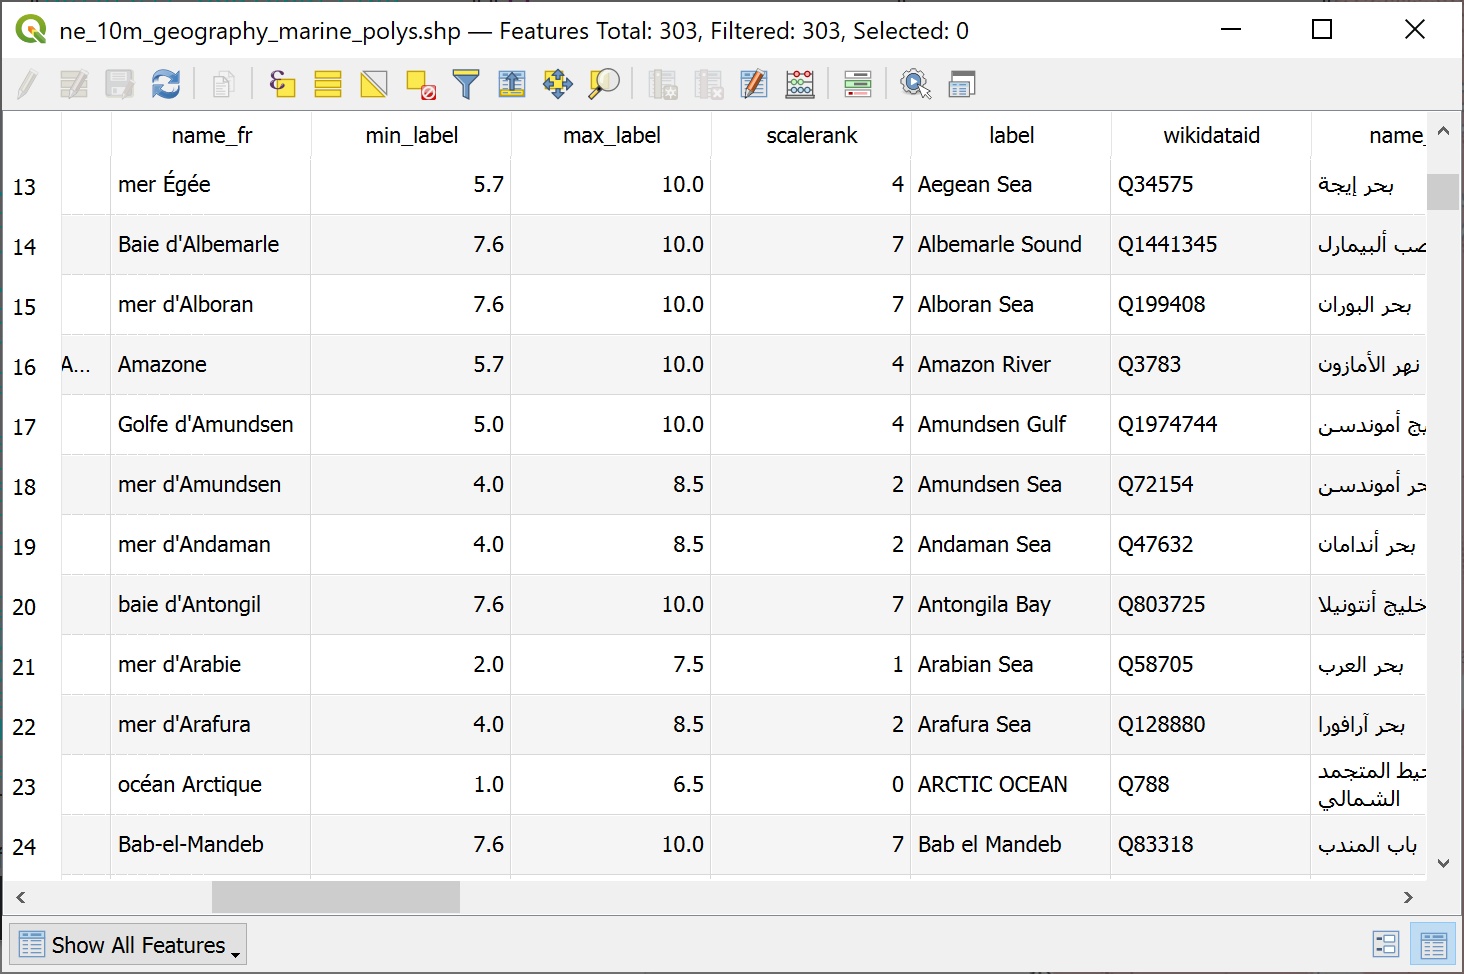 ne_10m_geography_marine_polys.shp — Features Total: 303, Filtered: 303, Selected: 0
name_fr min_label max_label scalerank label wikidataid name_
13 mer Égée 5.7 10.0 4 Aegean Sea Q34575 بحر إيجة
14 Baie d'Albemarle 7.6 10.0 7 Albemarle Sound Q1441345 ألبيمارل
15 mer d'Alboran 7.6 10.0 7 Alboran Sea Q199408 بحر البوران
16 A... Amazone 5.7 10.0 4 Amazon River Q3783 نهر الأمازون
17 Golfe d'Amundsen 5.0 10.0 4 Amundsen Gulf Q1974744 أموندسن
18 mer d'Amundsen 4.0 8.5 2 Amundsen Sea Q72154 أموندسن
19 mer d'Andaman 4.0 8.5 2 Andaman Sea Q47632 بحر أندامان
20 baie d'Antongil 7.6 10.0 7 Antongila Bay Q803725 خليج أنتونيلا
21 mer d'Arabie 2.0 7.5 1 Arabian Sea Q58705 بحر العرب
22 mer d'Arafura 4.0 8.5 2 Arafura Sea Q128880 بحر آرافورا
23 océan Arctique 1.0 6.5 0 ARCTIC OCEAN Q788 المتجمد
الشمالي
24 Bab-el-Mandeb 7.6 10.0 7 Bab el Mandeb Q83318 باب المندب
Show All Features